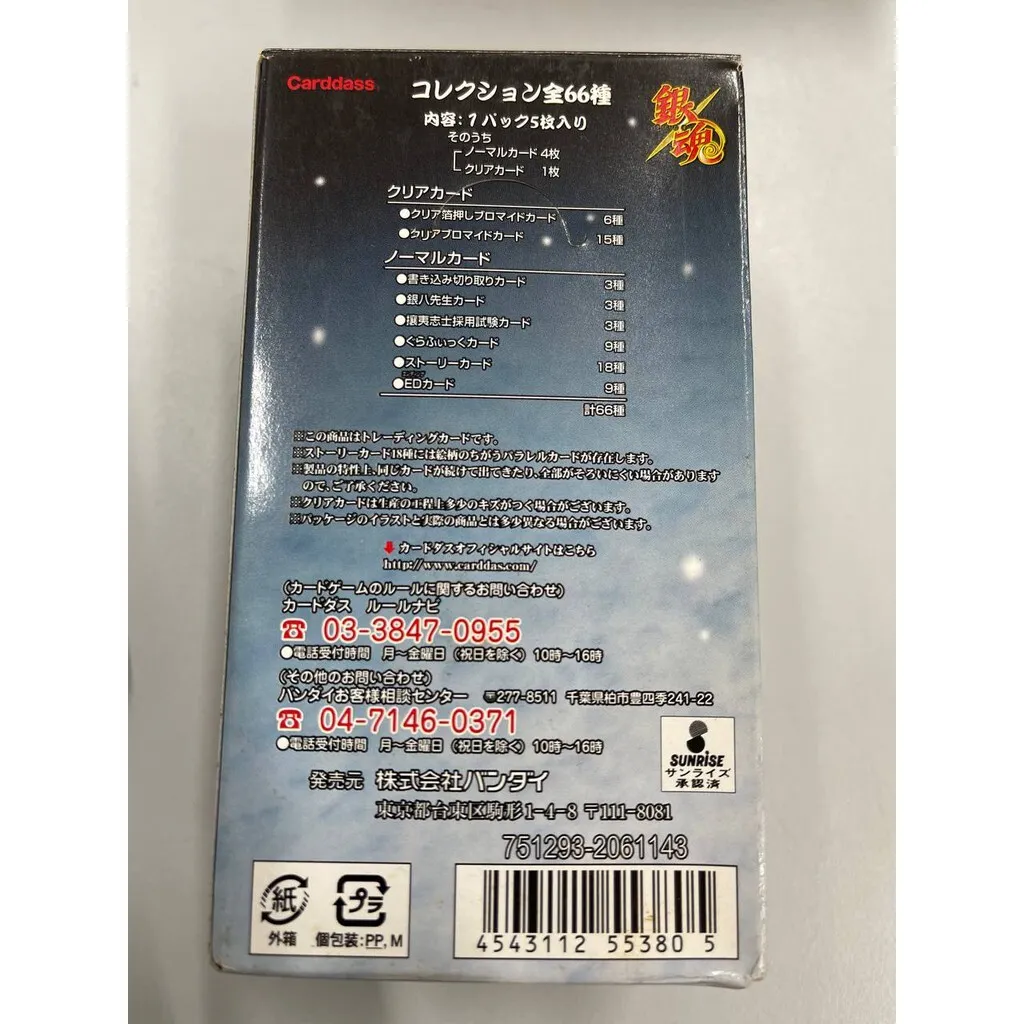 Carddass
コレクション全66種
銀魂
内容:1パック5枚入り
そのうち
ノーマルカード 4枚
クリアカード 1枚
クリアカード
●クリア箔押しブロマイドカード 6種
●クリアブロマイドカード 15種
ノーマルカード
●書き込み切り取りカード 3種
●銀八先生カード 3種
●攘夷志士採用試験カード 3種
●ぐらふぃっくカード 9種
●ストーリーカード 18種
●EDカード 9種
計66種
※この商品はトレーディングカードです。
※ストーリーカード18種には絵柄のちがうパラレルカードが存在します。
※製品の特性上、同じカードが続けて出てきたり、全部がそろいにくい場合があります
ので、ご了承ください。
※クリアカードは生産の工程上多少のキズがつく場合がございます。
※パッケージのイラストと実際の商品とは多少異なる場合がございます。
カードダスオフィシャルサイトはこちら
http://www.carddas.com/
(カードゲームのルールに関するお問い合わせ)
カードダス ルールナビ
☎ 03-3847-0955
●電話受付時間 月〜金曜日(祝日を除く)10時〜16時
(その他のお問い合わせ)
バンダイお客様相談センター 〒277-8511 千葉県柏市豊四季241-22
☎ 04-7146-0371
●電話受付時間 月〜金曜日(祝日を除く)10時〜16時
SUNRISE
サンライズ
承認済
発売元 株式会社バンダイ
東京都台東区駒形1-4-8 〒111-8081
751293-2061143
紙
外箱
プラ
個包装:PP, M
4543112 55380 5